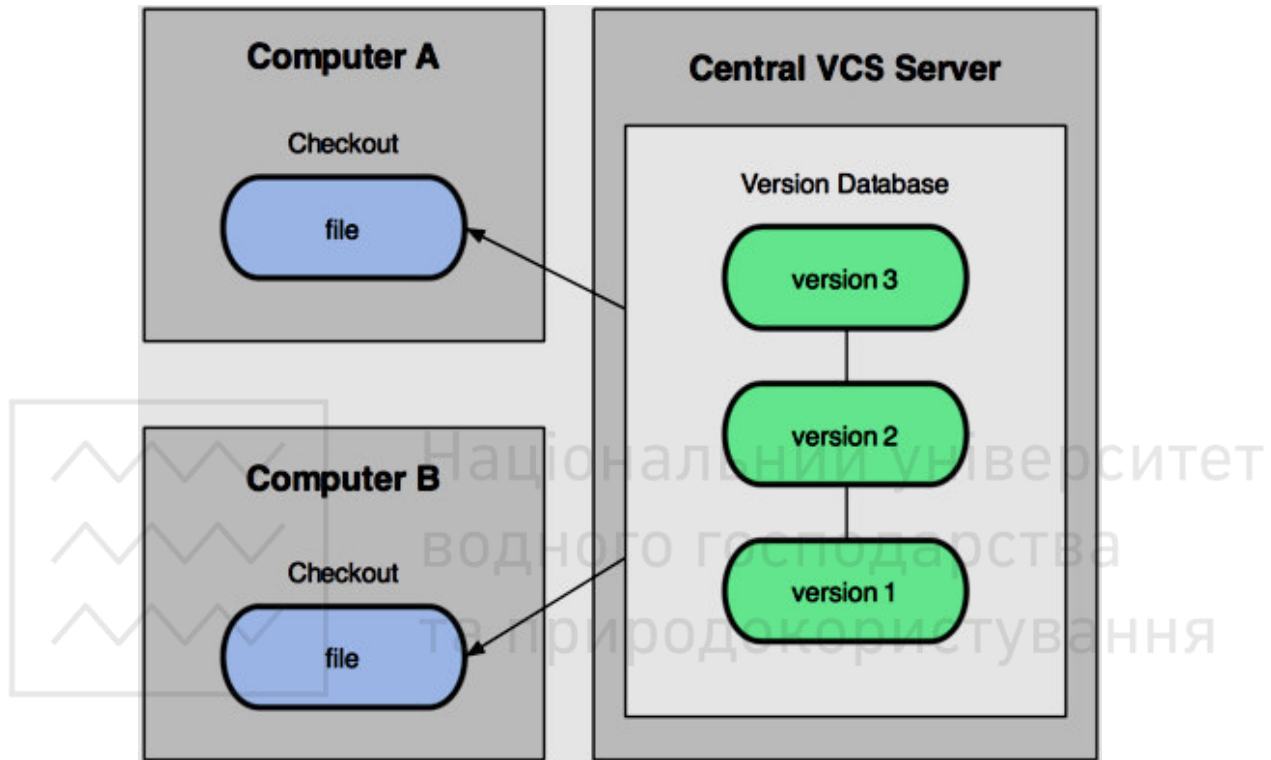 Computer A
Checkout
file
Computer B
Checkout
file
Central VCS Server
Version Database
version 3
version 2
version 1
Національний університет
водного господарства
та природокористування